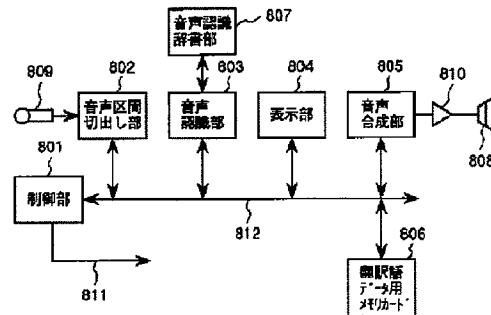 音声認識
辞書部
807
809
802
803
804
805
810
音声区間
切出し部
音声
認識部
表示部
音声
合成部
808
801
制御部
812
811
806
翻訳語
データ用
メモリカード